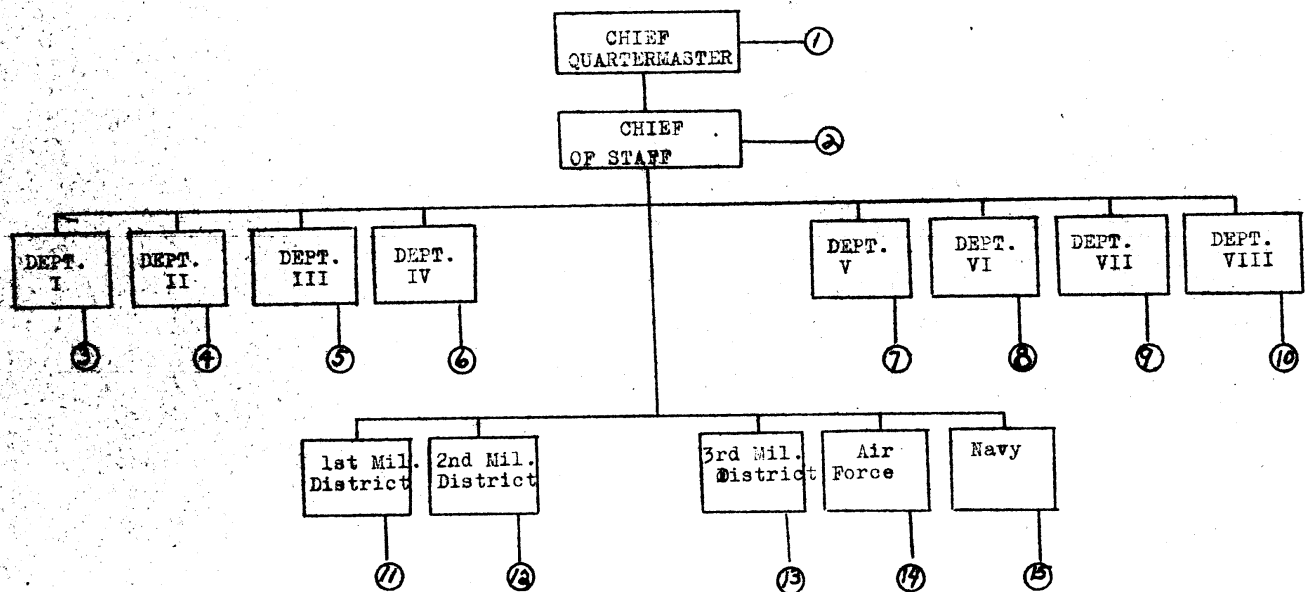 CHIEF
QUARTERMASTER
1
CHIEF
OF STAFF
2
DEPT.
I
DEPT.
II
DEPT.
III
DEPT.
IV
DEPT.
V
DEPT.
VI
DEPT.
VII
DEPT.
VIII
3
4
5
6
7
8
9
10
1st Mil.
District
2nd Mil.
District
3rd Mil.
District
Air
Force
Navy
11
12
13
14
15